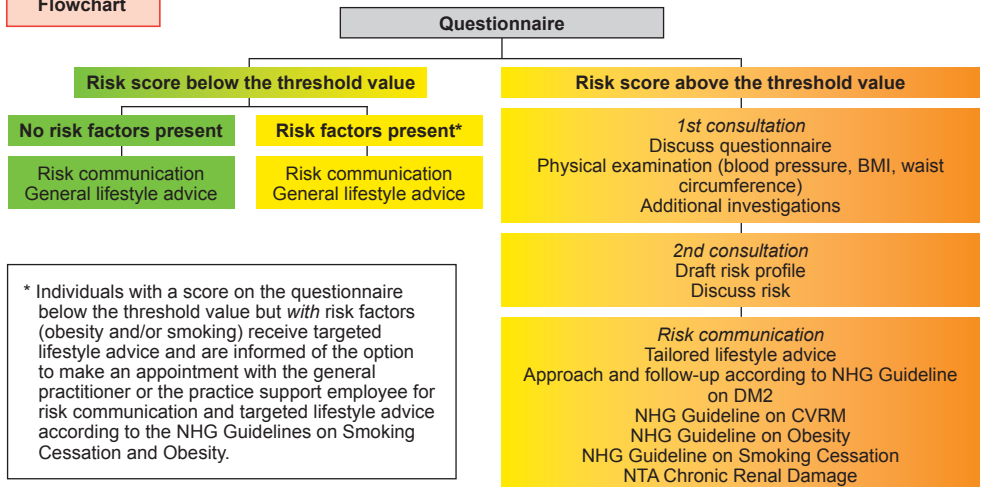 Flowchart
Questionnaire
Risk score below the threshold value
Risk score above the threshold value
No risk factors present
Risk factors present*
Risk communication
General lifestyle advice
Risk communication
General lifestyle advice
1st consultation
Discuss questionnaire
Physical examination (blood pressure, BMI, waist
circumference)
Additional investigations
2nd consultation
Draft risk profile
Discuss risk
Risk communication
Tailored lifestyle advice
Approach and follow-up according to NHG Guideline
on DM2
NHG Guideline on CVRM
NHG Guideline on Obesity
NHG Guideline on Smoking Cessation
NTA Chronic Renal Damage
* Individuals with a score on the questionnaire
below the threshold value but with risk factors
(obesity and/or smoking) receive targeted
lifestyle advice and are informed of the option
to make an appointment with the general
practitioner or the practice support employee for
risk communication and targeted lifestyle advice
according to the NHG Guidelines on Smoking
Cessation and Obesity.